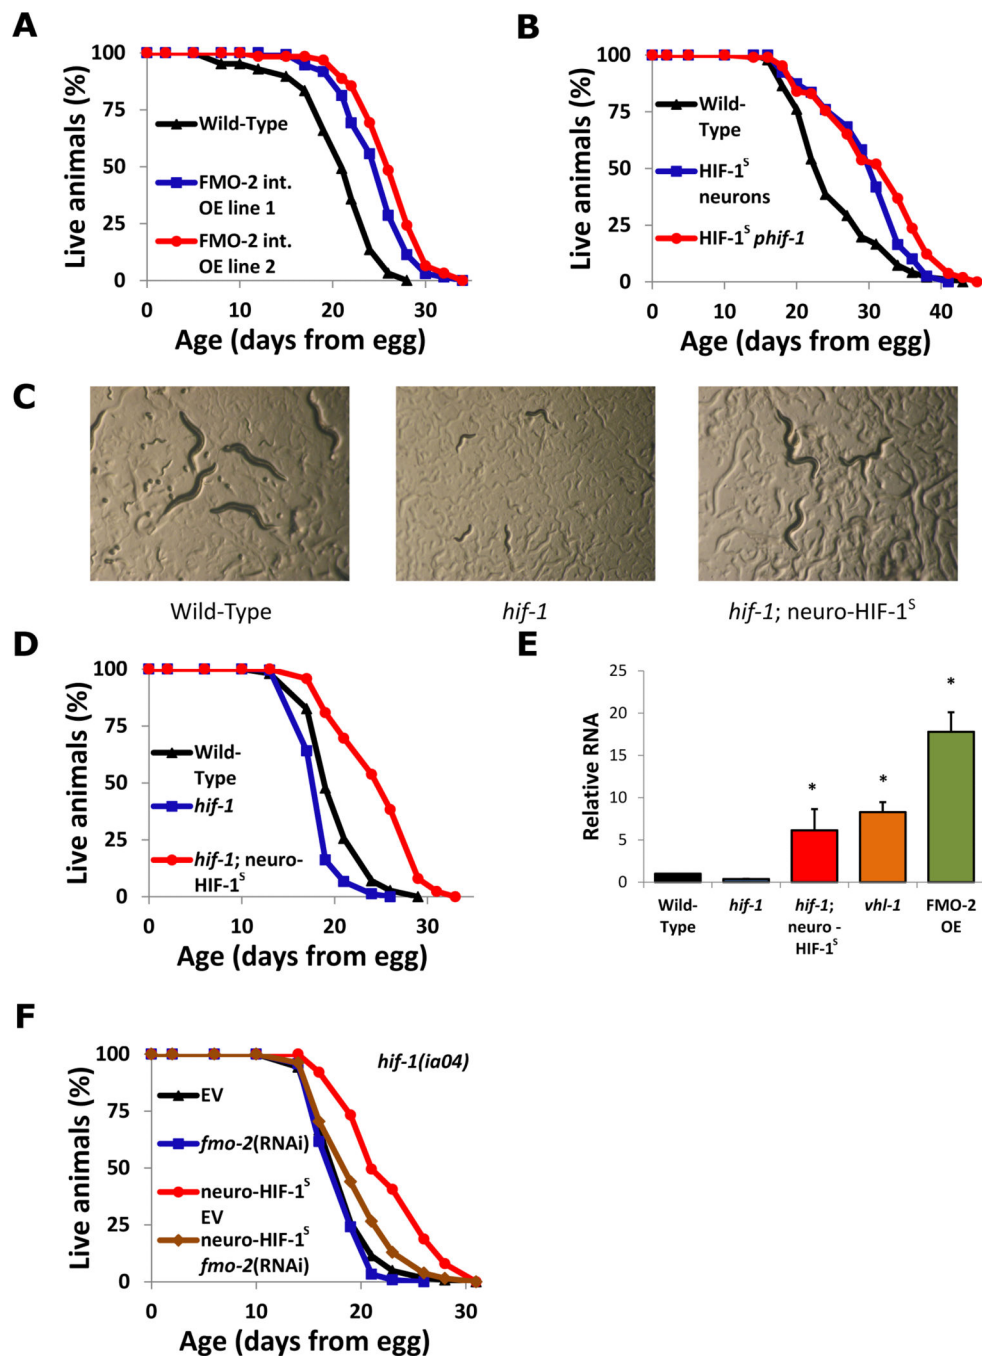 A
100
75
50
25
0
Live animals (%)
Wild-Type
FMO-2 int.
OE line 1
FMO-2 int.
OE line 2
0 10 20 30
Age (days from egg)
B
100
75
50
25
0
Live animals (%)
Wild-
Type
HIF-1ˢ
neurons
HIF-1ˢ phif-1
0 10 20 30 40
Age (days from egg)
C
Wild-Type
hif-1
hif-1; neuro-HIF-1ˢ
D
100
75
50
25
0
Live animals (%)
Wild-
Type
hif-1
hif-1; neuro-
HIF-1ˢ
0 10 20 30
Age (days from egg)
E
25
20
15
10
5
0
Relative RNA
*
*
*
Wild-
Type
hif-1
hif-1;
neuro -
HIF-1ˢ
vhl-1
FMO-2
OE
F
100
75
50
25
0
Live animals (%)
hif-1(ia04)
EV
fmo-2(RNAi)
neuro-HIF-1ˢ
EV
neuro-HIF-1ˢ
fmo-2(RNAi)
0 10 20 30
Age (days from egg)